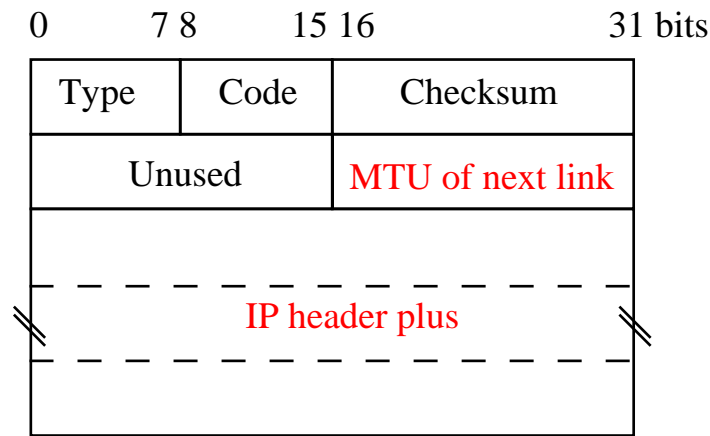 0 7 8 15 16 31 bits
Type Code Checksum
Unused MTU of next link
IP header plus